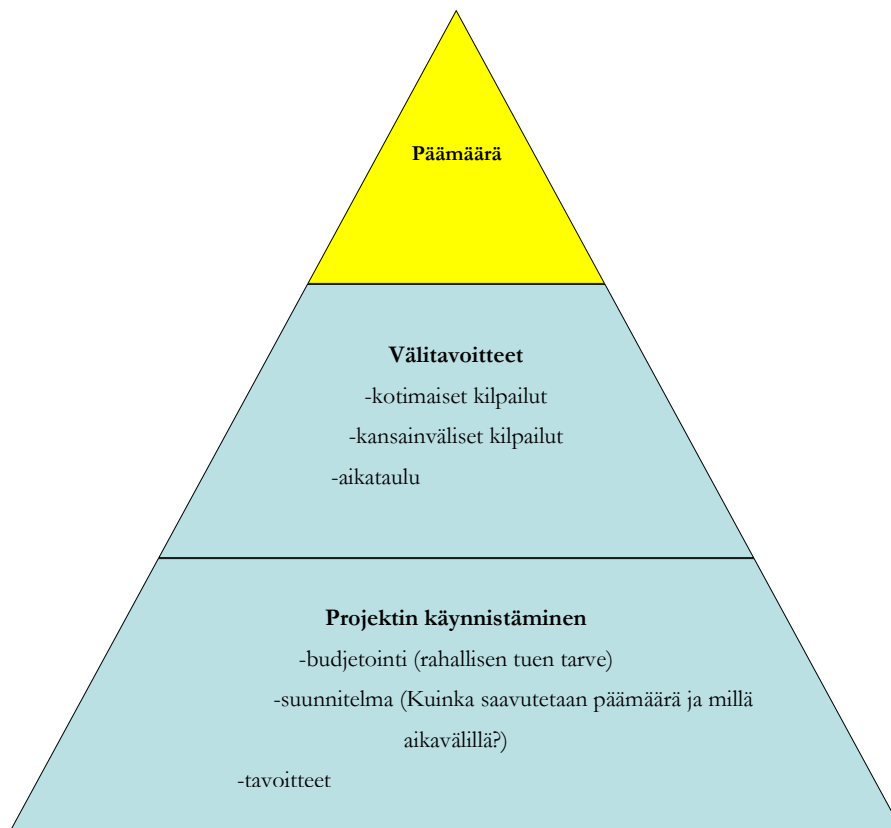 Päämäärä
Välitavoitteet
-kotimaiset kilpailut
-kansainväliset kilpailut
-aikataulu
Projektin käynnistäminen
-budjetointi (rahallisen tuen tarve)
-suunnitelma (Kuinka saavutetaan päämäärä ja millä
aikavälillä?)
-tavoitteet